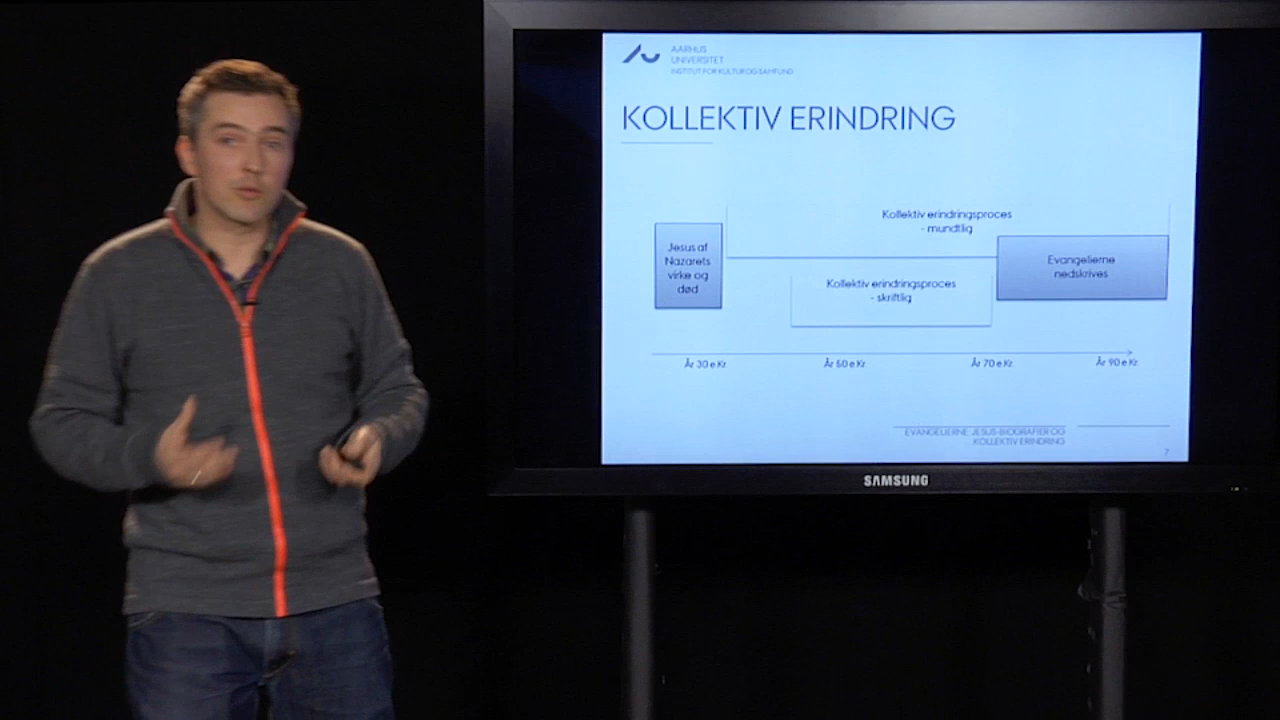 AARHUS
UNIVERSITET
INSTITUT FOR KULTUR OG SAMFUND
KOLLEKTIV ERINDRING
Kollektiv erindringsproces
- mundtlig
Jesus af
Nazarets
virke og
død
Evangelierne
nedskrives
Kollektiv erindringsproces
- skriftlig
År 30 e.Kr.
År 50 e.Kr.
År 70 e.Kr.
År 90 e.Kr.
EVANGELIERNE, JESUS-BIOGRAFIER OG
KOLLEKTIV ERINDRING
7
SAMSUNG